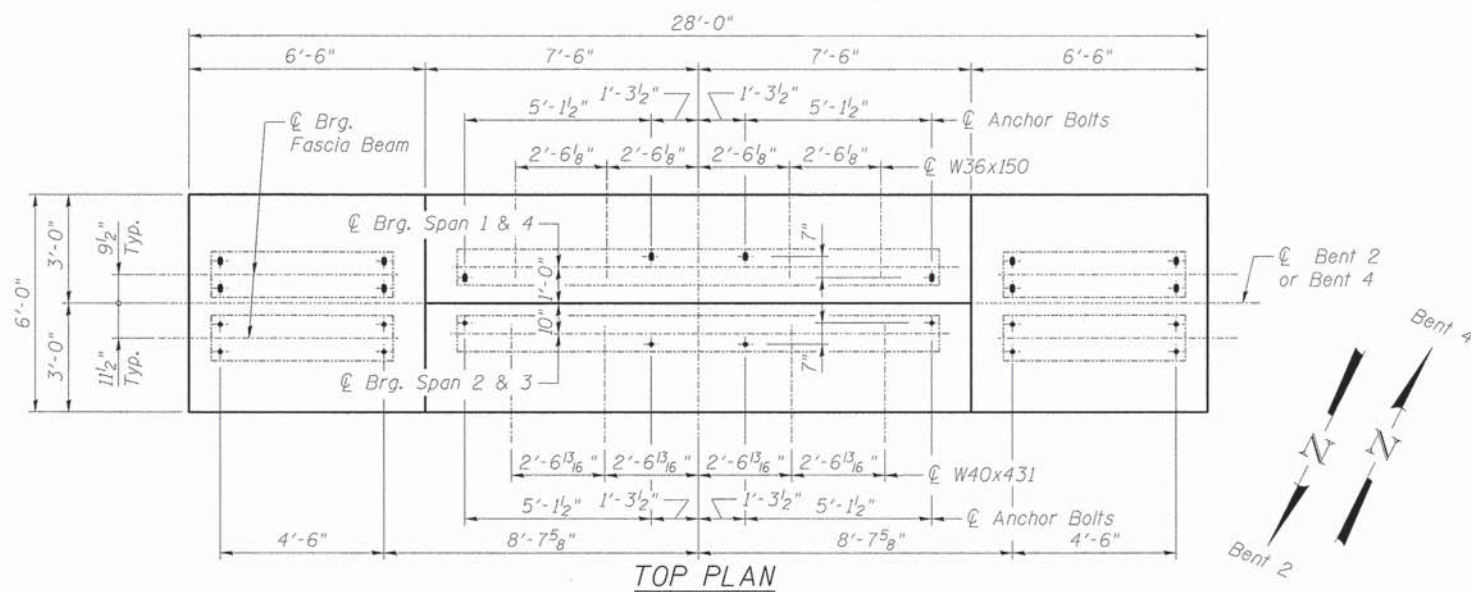 28'-0"
6'-6" 7'-6" 7'-6" 6'-6"
1'-3½" 1'-3½"
5'-1½" 5'-1½" ℄ Anchor Bolts
℄ Brg.
Fascia Beam
2'-6⅛" 2'-6⅛" 2'-6⅛" 2'-6⅛" ℄ W36x150
℄ Brg. Span 1 & 4
6'-0"
3'-0"
9½"
Typ.
1'-0"
7"
℄ Bent 2
or Bent 4
3'-0"
11½"
Typ.
10"
7"
℄ Brg. Span 2 & 3
2'-6¹³⁄₁₆" 2'-6¹³⁄₁₆" 2'-6¹³⁄₁₆" 2'-6¹³⁄₁₆" ℄ W40x431
5'-1½" 1'-3½" 1'-3½" 5'-1½" ℄ Anchor Bolts
4'-6" 8'-7⅝" 8'-7⅝" 4'-6"
TOP PLAN
Bent 4
N N
Bent 2